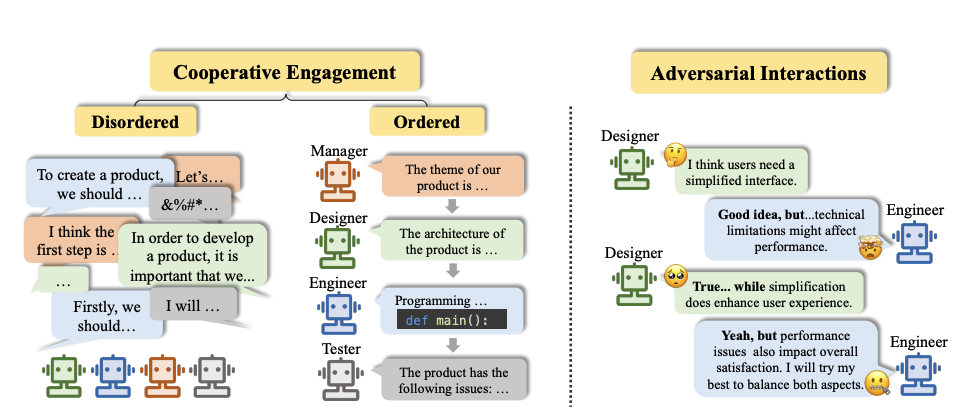 Cooperative Engagement
Disordered
To create a product,
we should …
Let's…
&%#*…
I think the
first step is ..
In order to develop
a product, it is
important that we...
…
Firstly, we
should…
I will …
Ordered
Manager
The theme of our
product is …
Designer
The architecture of
the product is …
Engineer
Programming …
def main():
Tester
The product has the
following issues: …
Adversarial Interactions
Designer
I think users need a
simplified interface.
Engineer
Good idea, but...technical
limitations might affect
performance.
Designer
True... while simplification
does enhance user experience.
Engineer
Yeah, but performance
issues also impact overall
satisfaction. I will try my
best to balance both aspects.